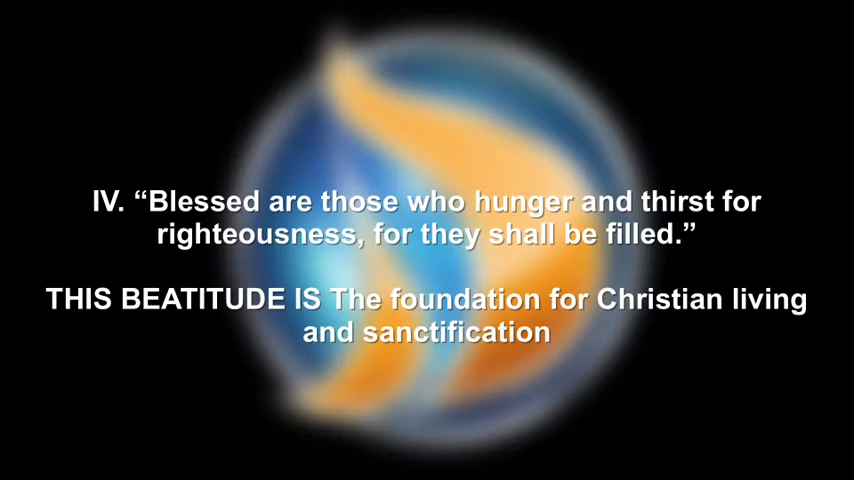 IV. “Blessed are those who hunger and thirst for
righteousness, for they shall be filled.”
THIS BEATITUDE IS The foundation for Christian living
and sanctification